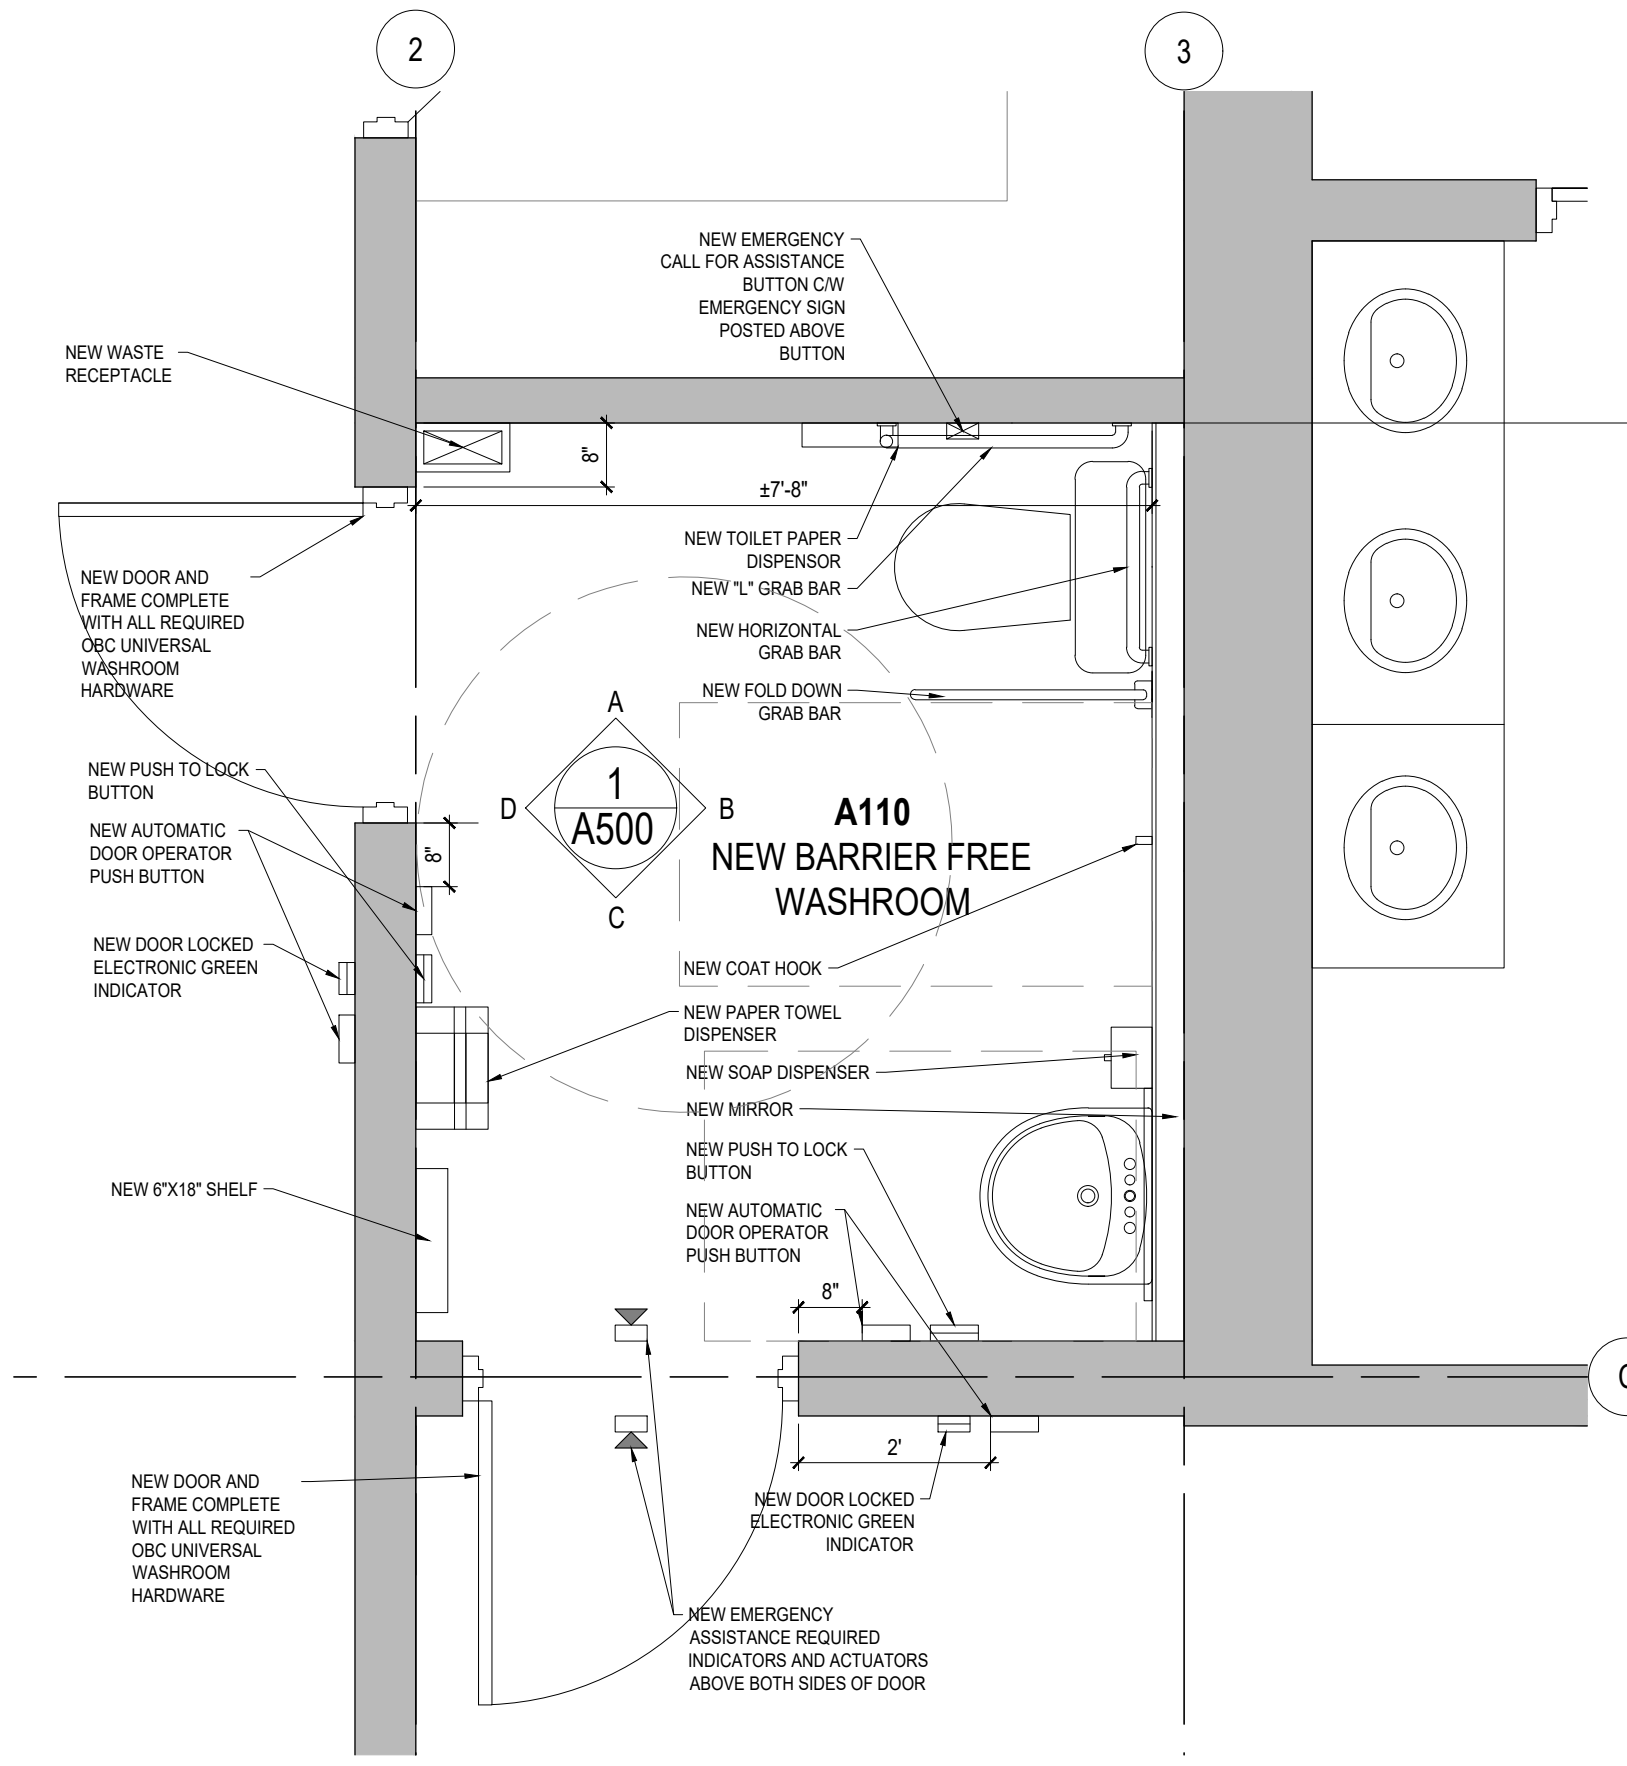 2
3
NEW EMERGENCY
CALL FOR ASSISTANCE
BUTTON C/W
EMERGENCY SIGN
POSTED ABOVE
BUTTON
NEW WASTE
RECEPTACLE
8"
±7'-8"
NEW TOILET PAPER
DISPENSOR
NEW "L" GRAB BAR
NEW HORIZONTAL
GRAB BAR
NEW FOLD DOWN
GRAB BAR
NEW DOOR AND
FRAME COMPLETE
WITH ALL REQUIRED
OBC UNIVERSAL
WASHROOM
HARDWARE
A
D
1
A500
B
C
A110
NEW BARRIER FREE
WASHROOM
NEW PUSH TO LOCK
BUTTON
NEW AUTOMATIC
DOOR OPERATOR
PUSH BUTTON
8"
NEW DOOR LOCKED
ELECTRONIC GREEN
INDICATOR
NEW COAT HOOK
NEW PAPER TOWEL
DISPENSER
NEW SOAP DISPENSER
NEW MIRROR
NEW PUSH TO LOCK
BUTTON
NEW 6"X18" SHELF
NEW AUTOMATIC
DOOR OPERATOR
PUSH BUTTON
8"
2'
NEW DOOR AND
FRAME COMPLETE
WITH ALL REQUIRED
OBC UNIVERSAL
WASHROOM
HARDWARE
NEW DOOR LOCKED
ELECTRONIC GREEN
INDICATOR
NEW EMERGENCY
ASSISTANCE REQUIRED
INDICATORS AND ACTUATORS
ABOVE BOTH SIDES OF DOOR